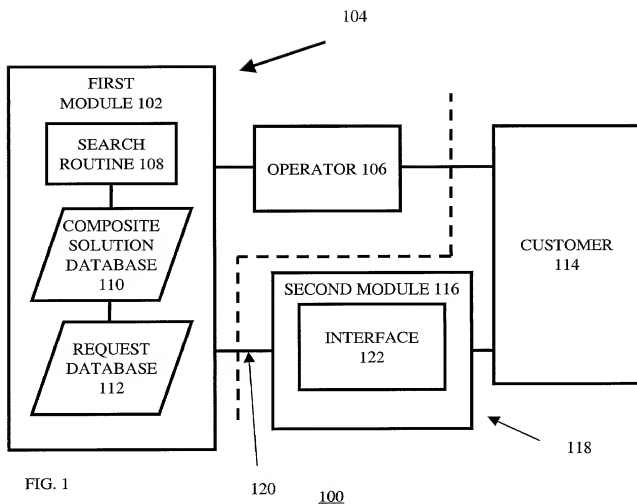 104
FIRST
MODULE 102
SEARCH
ROUTINE 108
COMPOSITE
SOLUTION
DATABASE
110
REQUEST
DATABASE
112
OPERATOR 106
CUSTOMER
114
SECOND MODULE 116
INTERFACE
122
118
120
FIG. 1
100